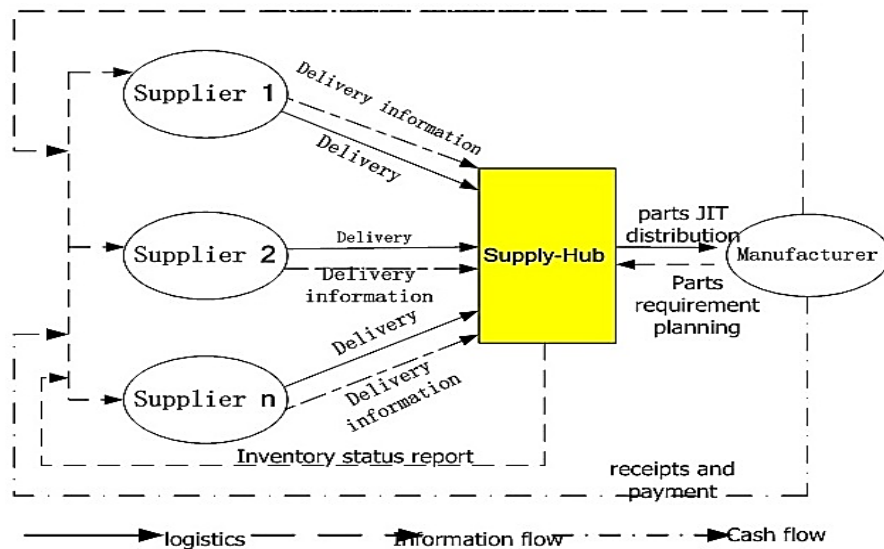 Supplier 1
Delivery information
Delivery
Supplier 2
Delivery
Delivery
information
Supplier n
Delivery
Delivery
information
Supply-Hub
parts JIT
distribution
Manufacturer
Parts
requirement
planning
Inventory status report
receipts and
payment
logistics
Information flow
Cash flow